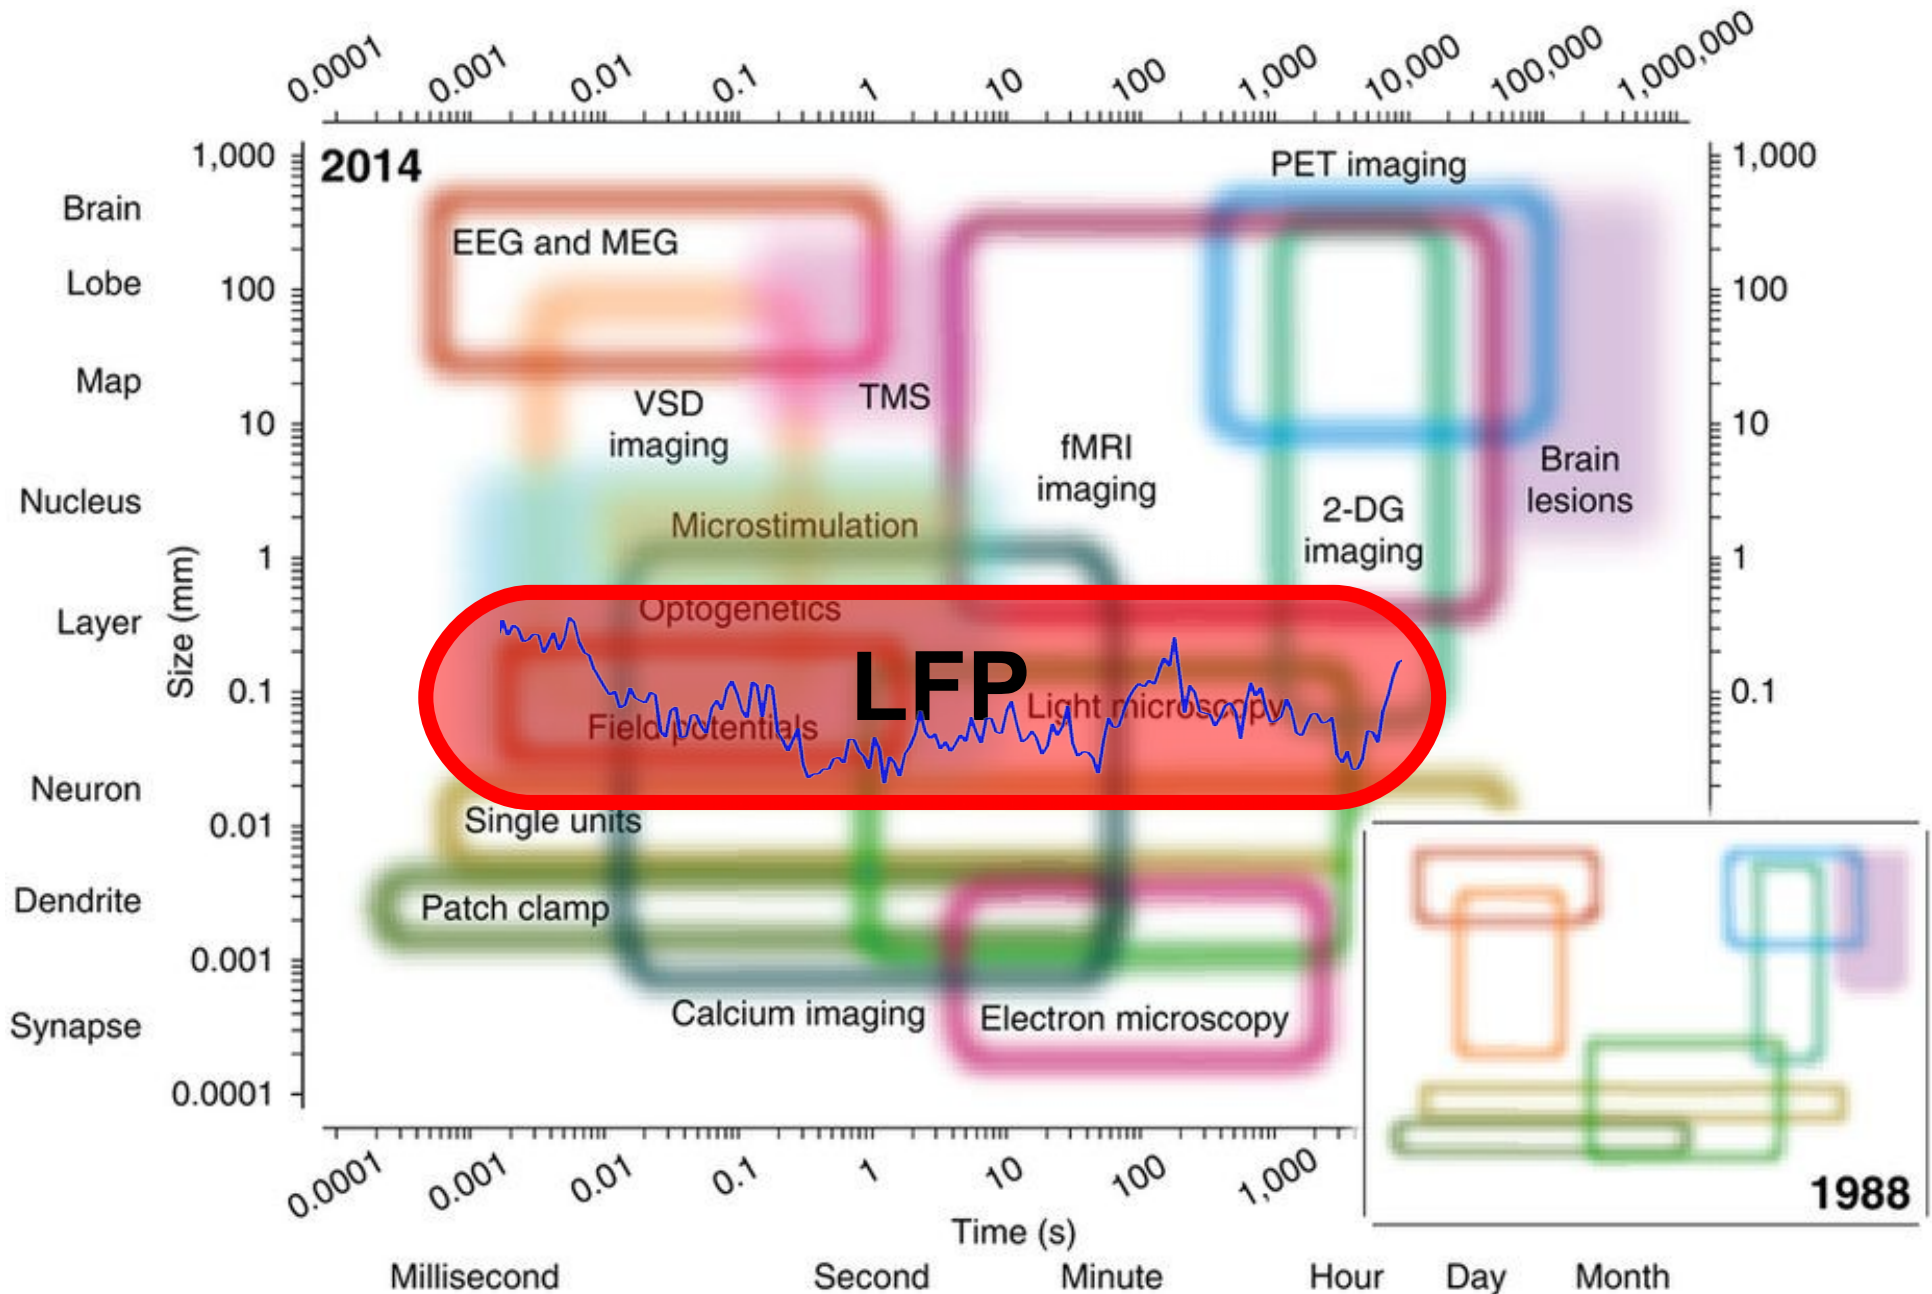 0.0001 0.001 0.01 0.1 1 10 100 1,000 10,000 100,000 1,000,000
2014
1,000
100
10
1
0.1
0.01
0.001
0.0001
Size (mm)
Brain
Lobe
Map
Nucleus
Layer
Neuron
Dendrite
Synapse
PET imaging
EEG and MEG
TMS
VSD
imaging
fMRI
imaging
Brain
lesions
2-DG
imaging
Microstimulation
Optogenetics
LFP
Light microscopy
Field potentials
Single units
Patch clamp
Calcium imaging
Electron microscopy
1,000
100
10
1
0.1
1988
0.0001 0.001 0.01 0.1 1 10 100 1,000
Time (s)
Millisecond Second Minute Hour Day Month